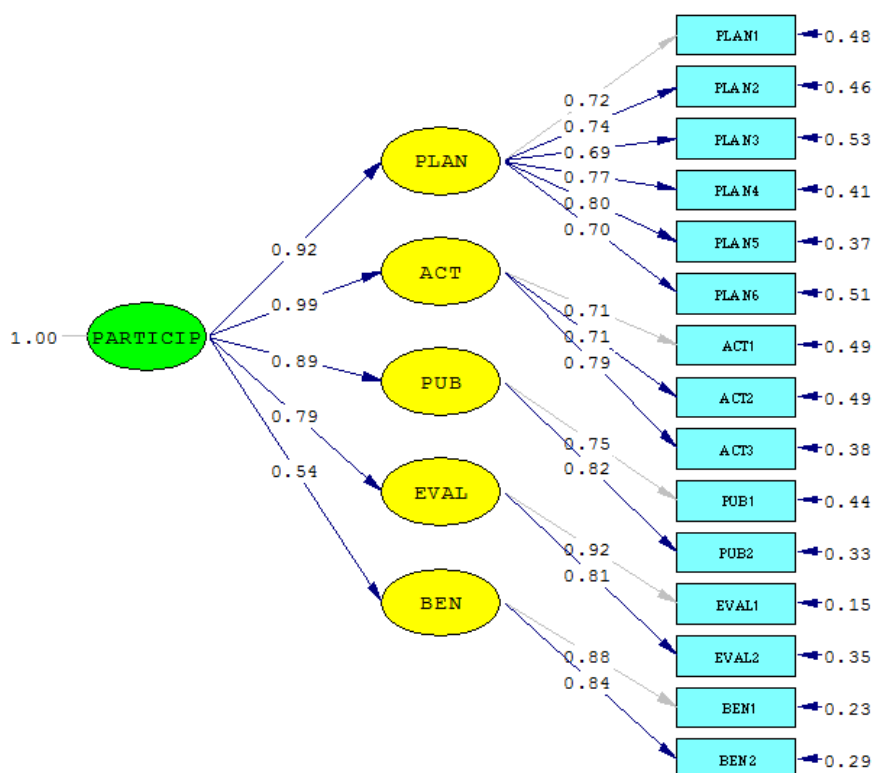 PLAN1 0.48
0.72
PLAN2 0.46
0.74
PLAN3 0.53
0.69
PLAN
0.77
PLAN4 0.41
0.80
0.70
PLAN5 0.37
0.92
ACT
PLAN6 0.51
0.99
0.71
1.00 PARTICIP
0.71
ACT1 0.49
0.89
0.79
PUB
ACT2 0.49
0.79
0.75
ACT3 0.38
0.54
0.82
EVAL
PUB1 0.44
0.92
PUB2 0.33
0.81
BEN
EVAL1 0.15
0.88
EVAL2 0.35
0.84
BEN1 0.23
BEN2 0.29